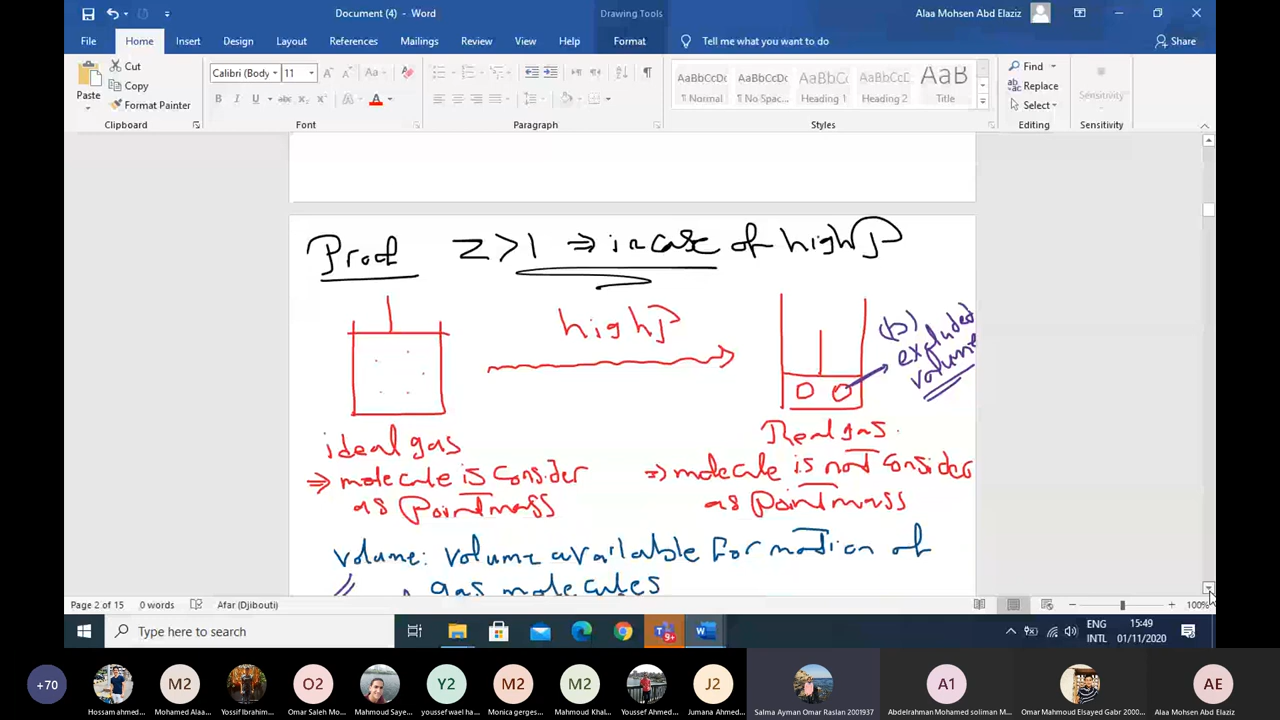 Document (4) - Word
Drawing Tools
Alaa Mohsen Abd Elaziz
File Home Insert Design Layout References Mailings Review View Help Format Tell me what you want to do Share
Paste
Cut
Copy
Format Painter
Clipboard
Calibri (Body) 11
Font
Paragraph
AaBbCcDc AaBbCcDc AaBbCc AaBbCcDc AaB
¶ Normal ¶ No Spac... Heading 1 Heading 2 Title
Styles
Find
Replace
Select
Editing
Sensitivity
Sensitivity
Proof Z>1 ⇒ in case of high P
high P
(b)
excluded
volume
ideal gas
⇒ molecule is consider
as point mass
Real gas
⇒ molecule is not consider
as point mass
volume: volume available for motion of
gas molecules
Page 2 of 15 0 words Afar (Djibouti) 100%
Type here to search
ENG
INTL
15:49
01/11/2020
+70
M2
O2
Y2
M2
M2
J2
A1
AE
Hossam ahmed...
Mohamed Alaa...
Yossif Ibrahim...
Omar Saleh Mo...
Mahmoud Saye...
youssef wael ha...
Monica gerges...
Mahmoud Khal...
Youssef Ahmed...
Jumana Ahmed...
Salma Ayman Omar Raslan 2001937
Abdelrahman Mohamed soliman M...
Omar Mahmoud Elsayed Gabr 2000...
Alaa Mohsen Abd Elaziz